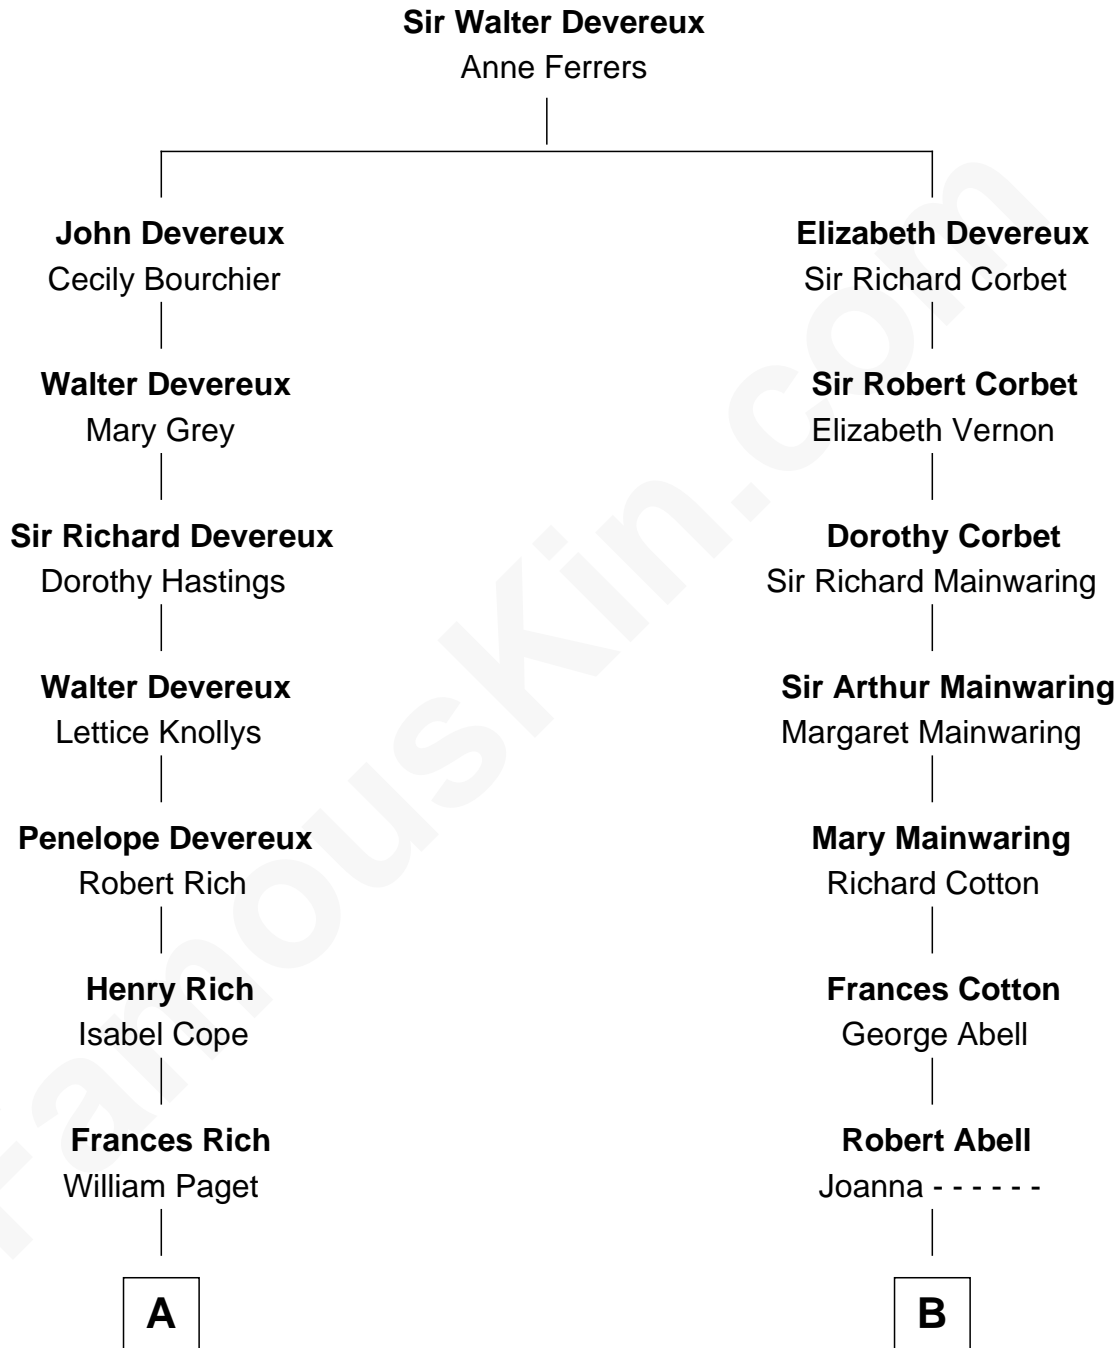 Sir Walter Devereux
Anne Ferrers
John Devereux
Cecily Bourchier
Walter Devereux
Mary Grey
Sir Richard Devereux
Dorothy Hastings
Walter Devereux
Lettice Knollys
Penelope Devereux
Robert Rich
Henry Rich
Isabel Cope
Frances Rich
William Paget
A
Elizabeth Devereux
Sir Richard Corbet
Sir Robert Corbet
Elizabeth Vernon
Dorothy Corbet
Sir Richard Mainwaring
Sir Arthur Mainwaring
Margaret Mainwaring
Mary Mainwaring
Richard Cotton
Frances Cotton
George Abell
Robert Abell
Joanna - - - - - -
B
FamousKin.com